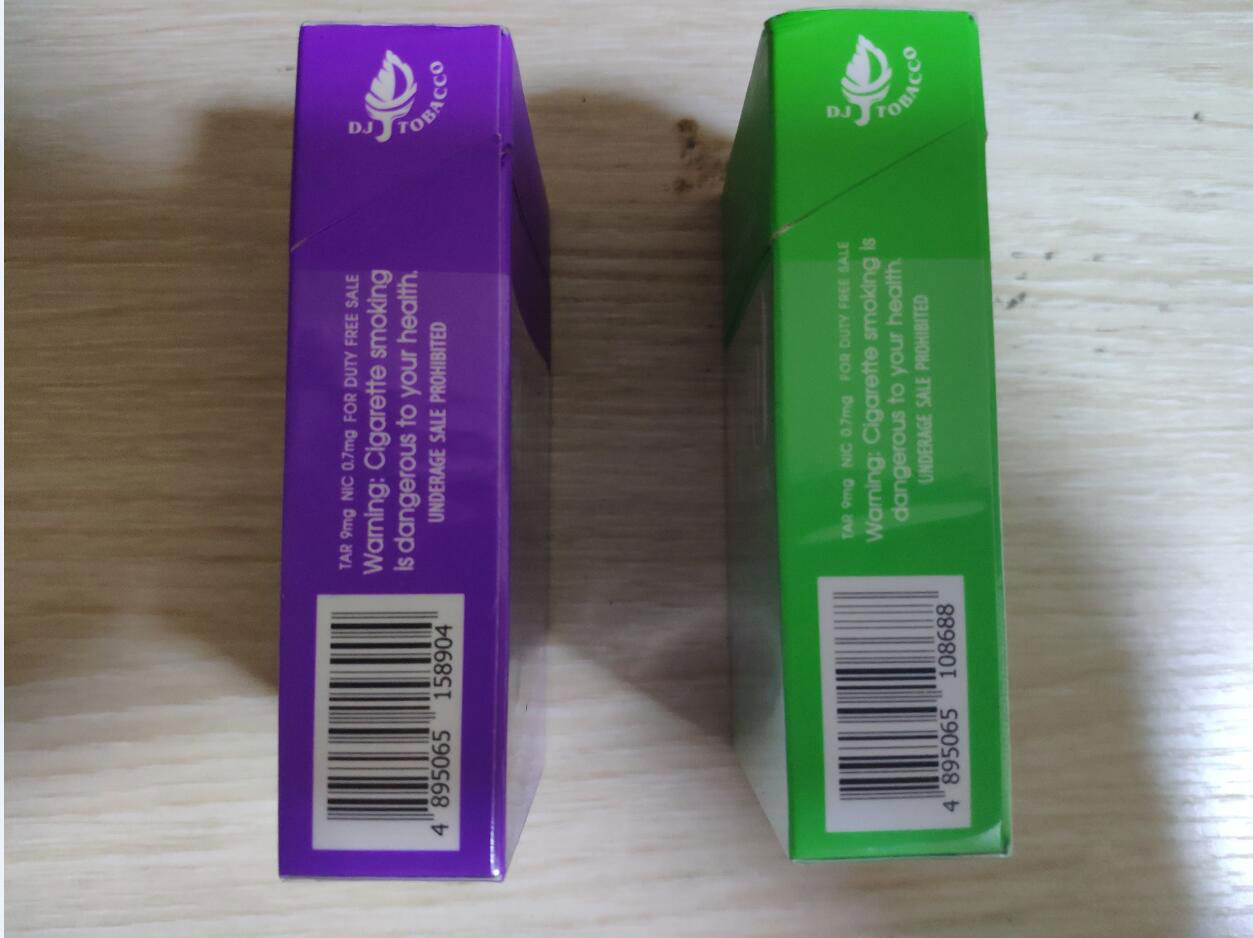 DJ TOBACCO
TAR 9mg NIC 0.7mg FOR DUTY FREE SALE
Warning: Cigarette smoking
is dangerous to your health.
UNDERAGE SALE PROHIBITED
4 895065 158904
DJ TOBACCO
TAR 9mg NIC 0.7mg FOR DUTY FREE SALE
Warning: Cigarette smoking is
dangerous to your health.
UNDERAGE SALE PROHIBITED
4 895065 108688